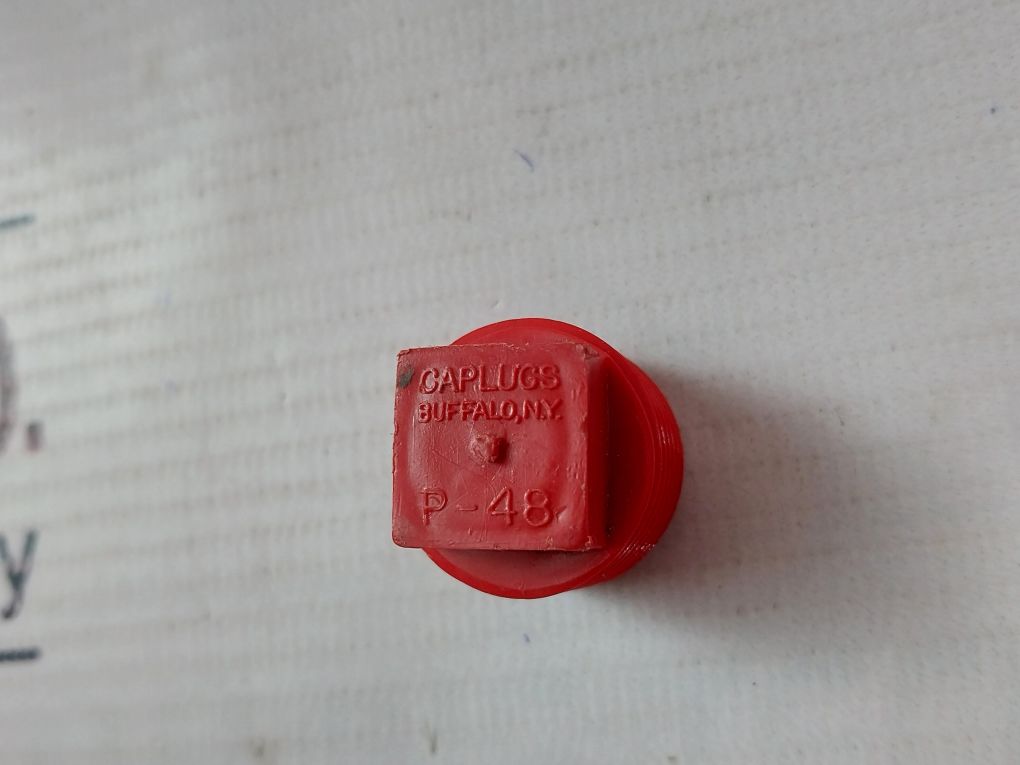 CAPLUGS
BUFFALO, N.Y.
P-48
y